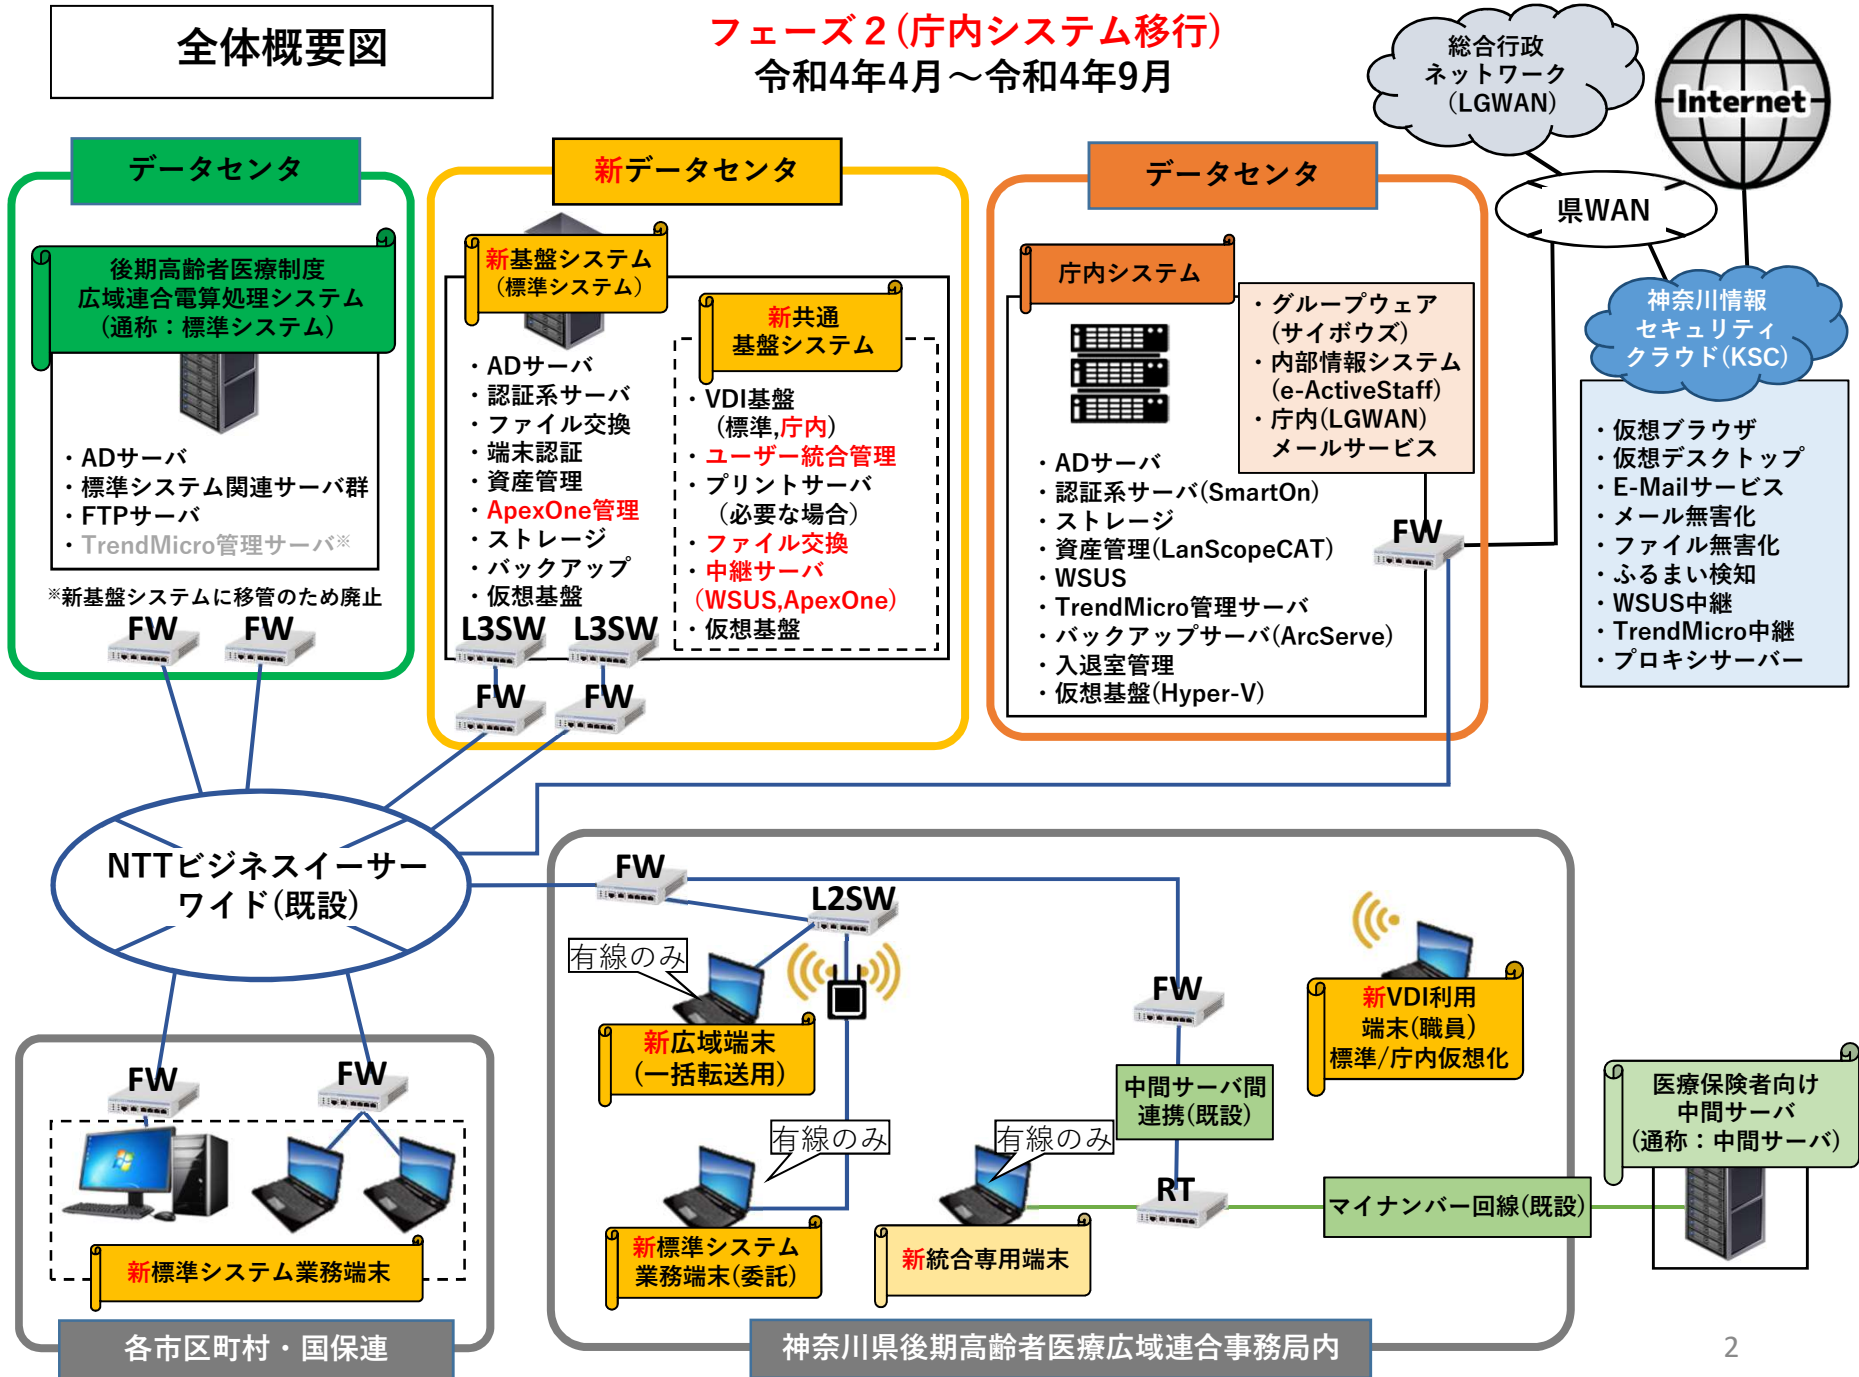 全体概要図
フェーズ２(庁内システム移行)
令和4年4月～令和4年9月
総合行政
ネットワーク
(LGWAN)
Internet
県WAN
神奈川情報
セキュリティ
クラウド(KSC)
・仮想ブラウザ
・仮想デスクトップ
・E-Mailサービス
・メール無害化
・ファイル無害化
・ふるまい検知
・WSUS中継
・TrendMicro中継
・プロキシサーバー
データセンタ
後期高齢者医療制度
広域連合電算処理システム
(通称：標準システム)
・ADサーバ
・標準システム関連サーバ群
・FTPサーバ
・TrendMicro管理サーバ※
※新基盤システムに移管のため廃止
FW
FW
新データセンタ
新基盤システム
(標準システム)
・ADサーバ
・認証系サーバ
・ファイル交換
・端末認証
・資産管理
・ApexOne管理
・ストレージ
・バックアップ
・仮想基盤
新共通
基盤システム
・VDI基盤
(標準,庁内)
・ユーザー統合管理
・プリントサーバ
（必要な場合）
・ファイル交換
・中継サーバ
(WSUS,ApexOne)
・仮想基盤
L3SW
L3SW
FW
FW
データセンタ
庁内システム
・グループウェア
(サイボウズ)
・内部情報システム
(e-ActiveStaff)
・庁内(LGWAN)
メールサービス
・ADサーバ
・認証系サーバ(SmartOn)
・ストレージ
・資産管理(LanScopeCAT)
・WSUS
・TrendMicro管理サーバ
・バックアップサーバ(ArcServe)
・入退室管理
・仮想基盤(Hyper-V)
FW
NTTビジネスイーサー
ワイド(既設)
FW
L2SW
有線のみ
新広域端末
(一括転送用)
有線のみ
新標準システム
業務端末(委託)
有線のみ
新統合専用端末
FW
中間サーバ間
連携(既設)
RT
新VDI利用
端末(職員)
標準/庁内仮想化
マイナンバー回線(既設)
医療保険者向け
中間サーバ
(通称：中間サーバ)
FW
FW
新標準システム業務端末
各市区町村・国保連
神奈川県後期高齢者医療広域連合事務局内
2